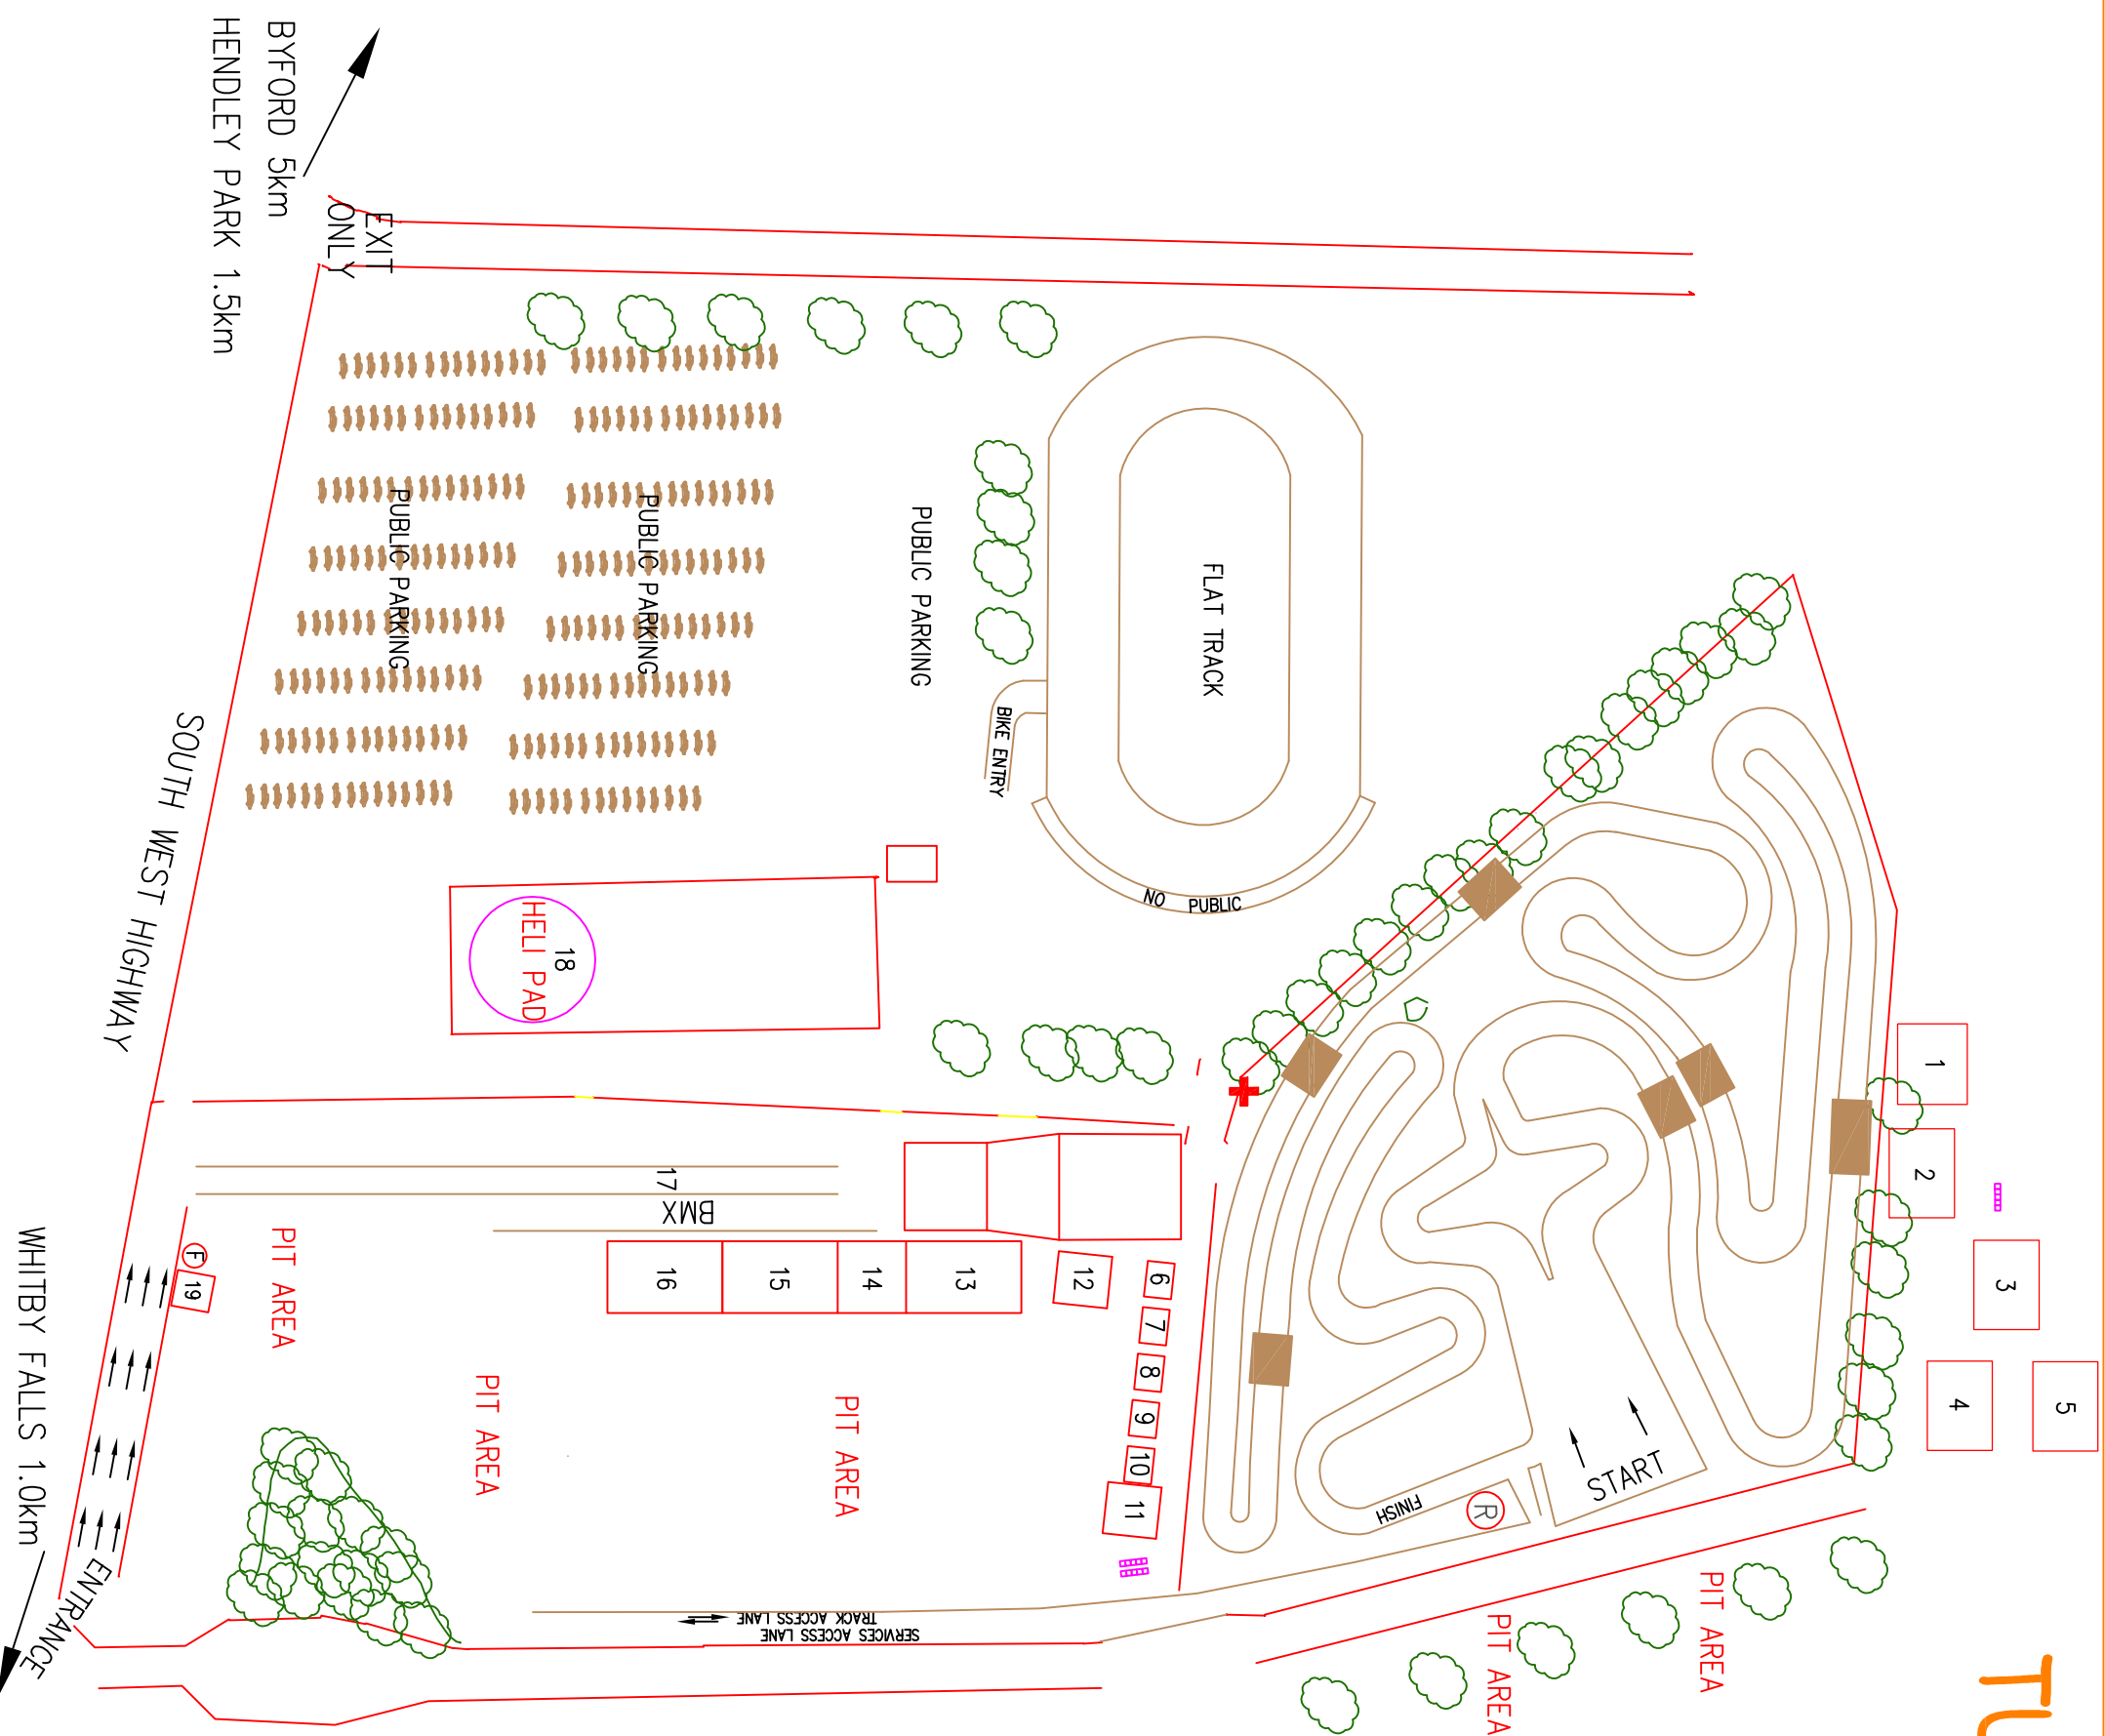 BYFORD 5km
HENDLEY PARK 1.5km
EXIT
ONLY
PUBLIC PARKING
PUBLIC PARKING
PUBLIC PARKING
FLAT TRACK
BIKE ENTRY
NO PUBLIC
SOUTH WEST HIGHWAY
18
HELI PAD
1
2
3
4
5
17
BMX
16
15
14
13
12
6
7
8
9
10
11
F
19
PIT AREA
PIT AREA
PIT AREA
START
FINISH
R
PIT AREA
PIT AREA
TRACK ACCESS LANE
SERVICES ACCESS LANE
WHITBY FALLS 1.0km
ENTRANCE